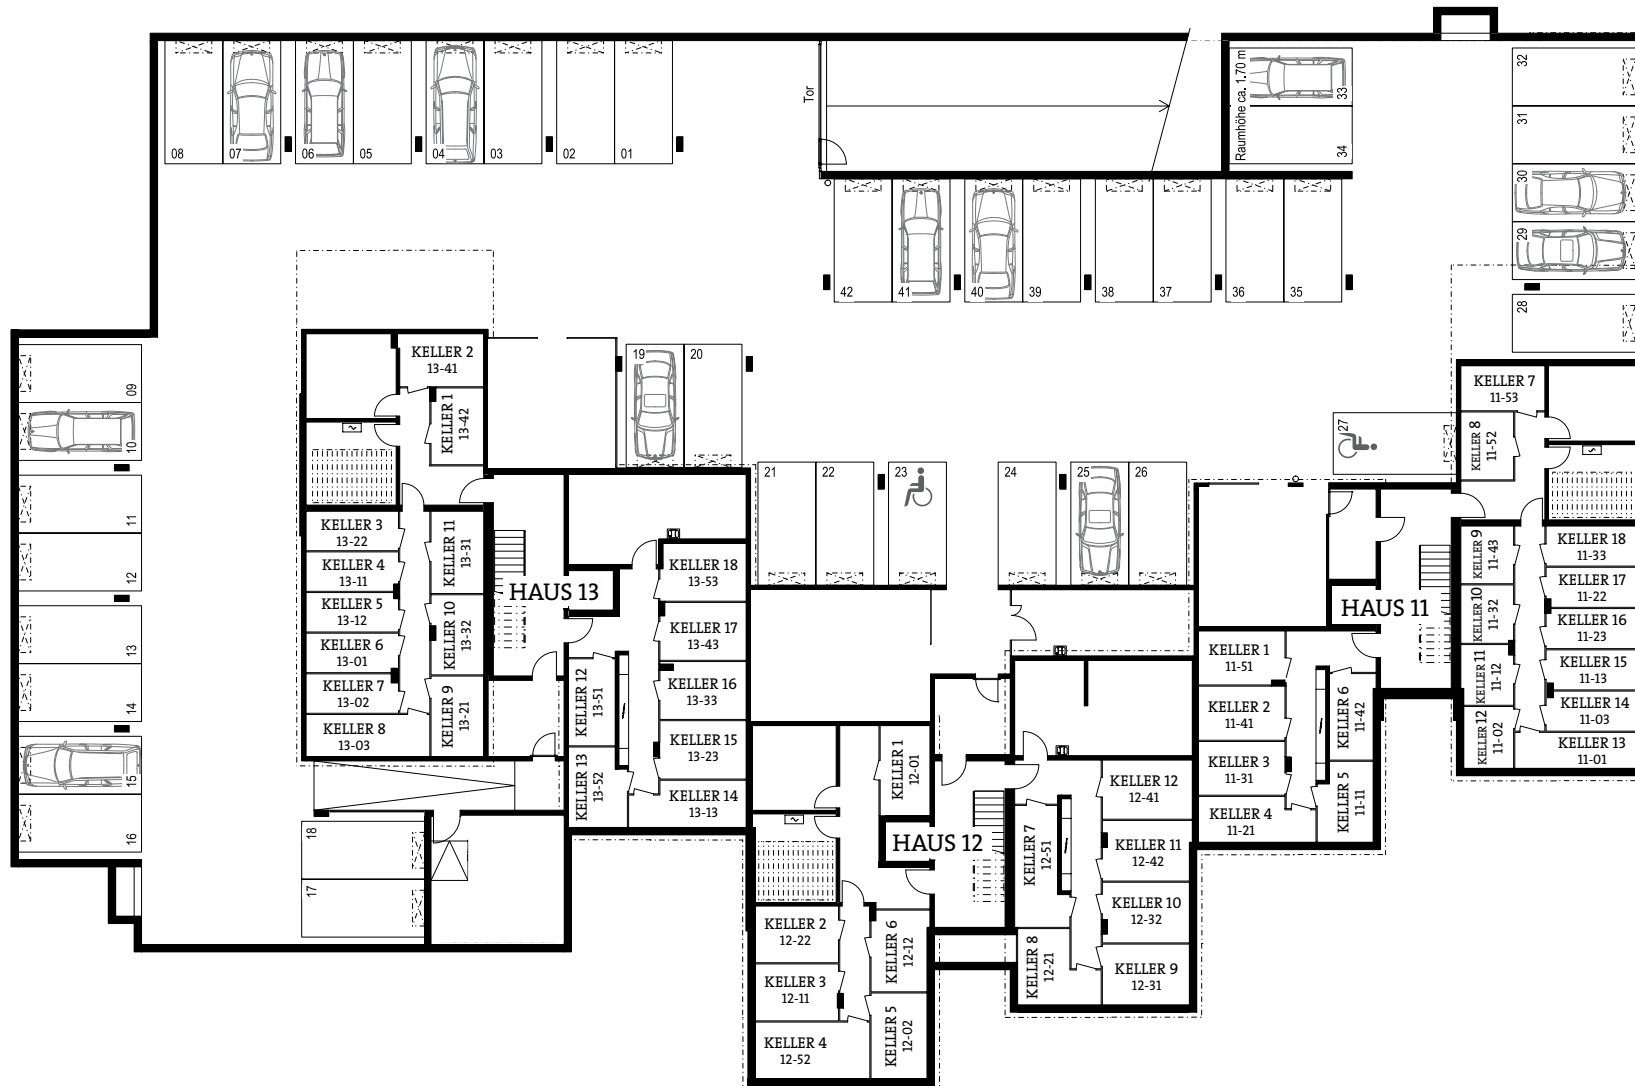 08
07
06
05
04
03
02
01
Tor
Raumhöhe ca. 1.70 m
33
34
32
31
30
29
28
42
41
40
39
38
37
36
35
09
10
11
12
13
14
15
16
18
17
19
20
21
22
23
24
25
26
27
KELLER 2
13-41
KELLER 1
13-42
KELLER 3
13-22
KELLER 4
13-11
KELLER 5
13-12
KELLER 6
13-01
KELLER 7
13-02
KELLER 8
13-03
KELLER 11
13-31
KELLER 10
13-32
KELLER 9
13-21
HAUS 13
KELLER 18
13-53
KELLER 17
13-43
KELLER 16
13-33
KELLER 15
13-23
KELLER 14
13-13
KELLER 12
13-51
KELLER 13
13-52
KELLER 1
12-01
HAUS 12
KELLER 2
12-22
KELLER 3
12-11
KELLER 4
12-52
KELLER 6
12-12
KELLER 5
12-02
KELLER 7
12-51
KELLER 8
12-21
KELLER 12
12-41
KELLER 11
12-42
KELLER 10
12-32
KELLER 9
12-31
KELLER 1
11-51
KELLER 2
11-41
KELLER 3
11-31
KELLER 4
11-21
KELLER 6
11-42
KELLER 5
11-11
HAUS 11
KELLER 7
11-53
KELLER 8
11-52
KELLER 9
11-43
KELLER 10
11-32
KELLER 11
11-12
KELLER 12
11-02
KELLER 18
11-33
KELLER 17
11-22
KELLER 16
11-23
KELLER 15
11-13
KELLER 14
11-03
KELLER 13
11-01